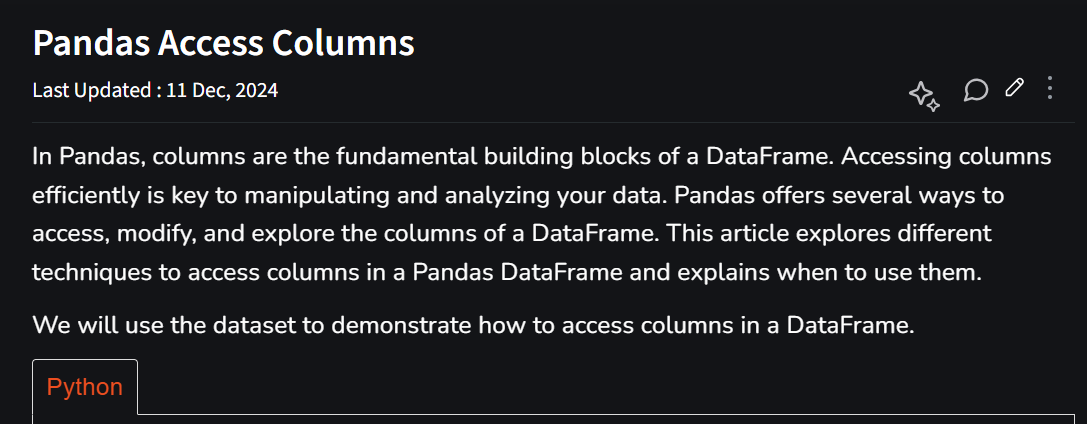 Pandas Access Columns
Last Updated : 11 Dec, 2024
In Pandas, columns are the fundamental building blocks of a DataFrame. Accessing columns
efficiently is key to manipulating and analyzing your data. Pandas offers several ways to
access, modify, and explore the columns of a DataFrame. This article explores different
techniques to access columns in a Pandas DataFrame and explains when to use them.
We will use the dataset to demonstrate how to access columns in a DataFrame.
Python